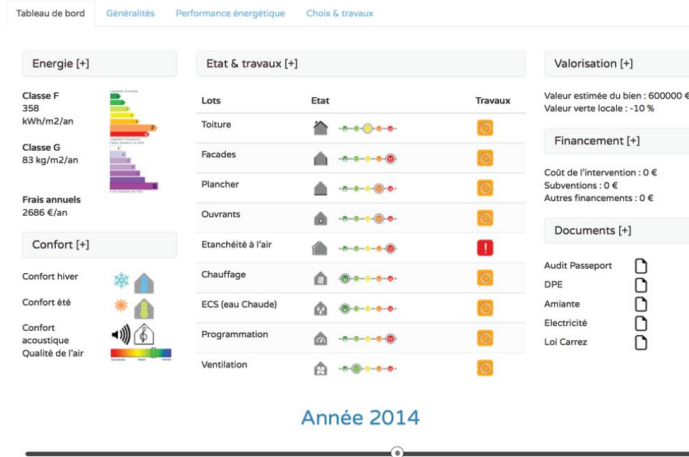 Tableau de bord Généralités Performance énergétique Choix & travaux
Energie [+]
Classe F
358
kWh/m2/an
Classe G
83 kg/m2/an
Frais annuels
2686 €/an
Confort [+]
Confort hiver
Confort été
Confort
acoustique
Qualité de l'air
Etat & travaux [+]
Lots Etat Travaux
Toiture
Facades
Plancher
Ouvrants
Etanchéité à l'air
Chauffage
ECS (eau Chaude)
Programmation
Ventilation
Valorisation [+]
Valeur estimée du bien : 600000 €
Valeur verte locale : -10 %
Financement [+]
Coût de l'intervention : 0 €
Subventions : 0 €
Autres financements : 0 €
Documents [+]
Audit Passeport
DPE
Amiante
Electricité
Loi Carrez
Année 2014